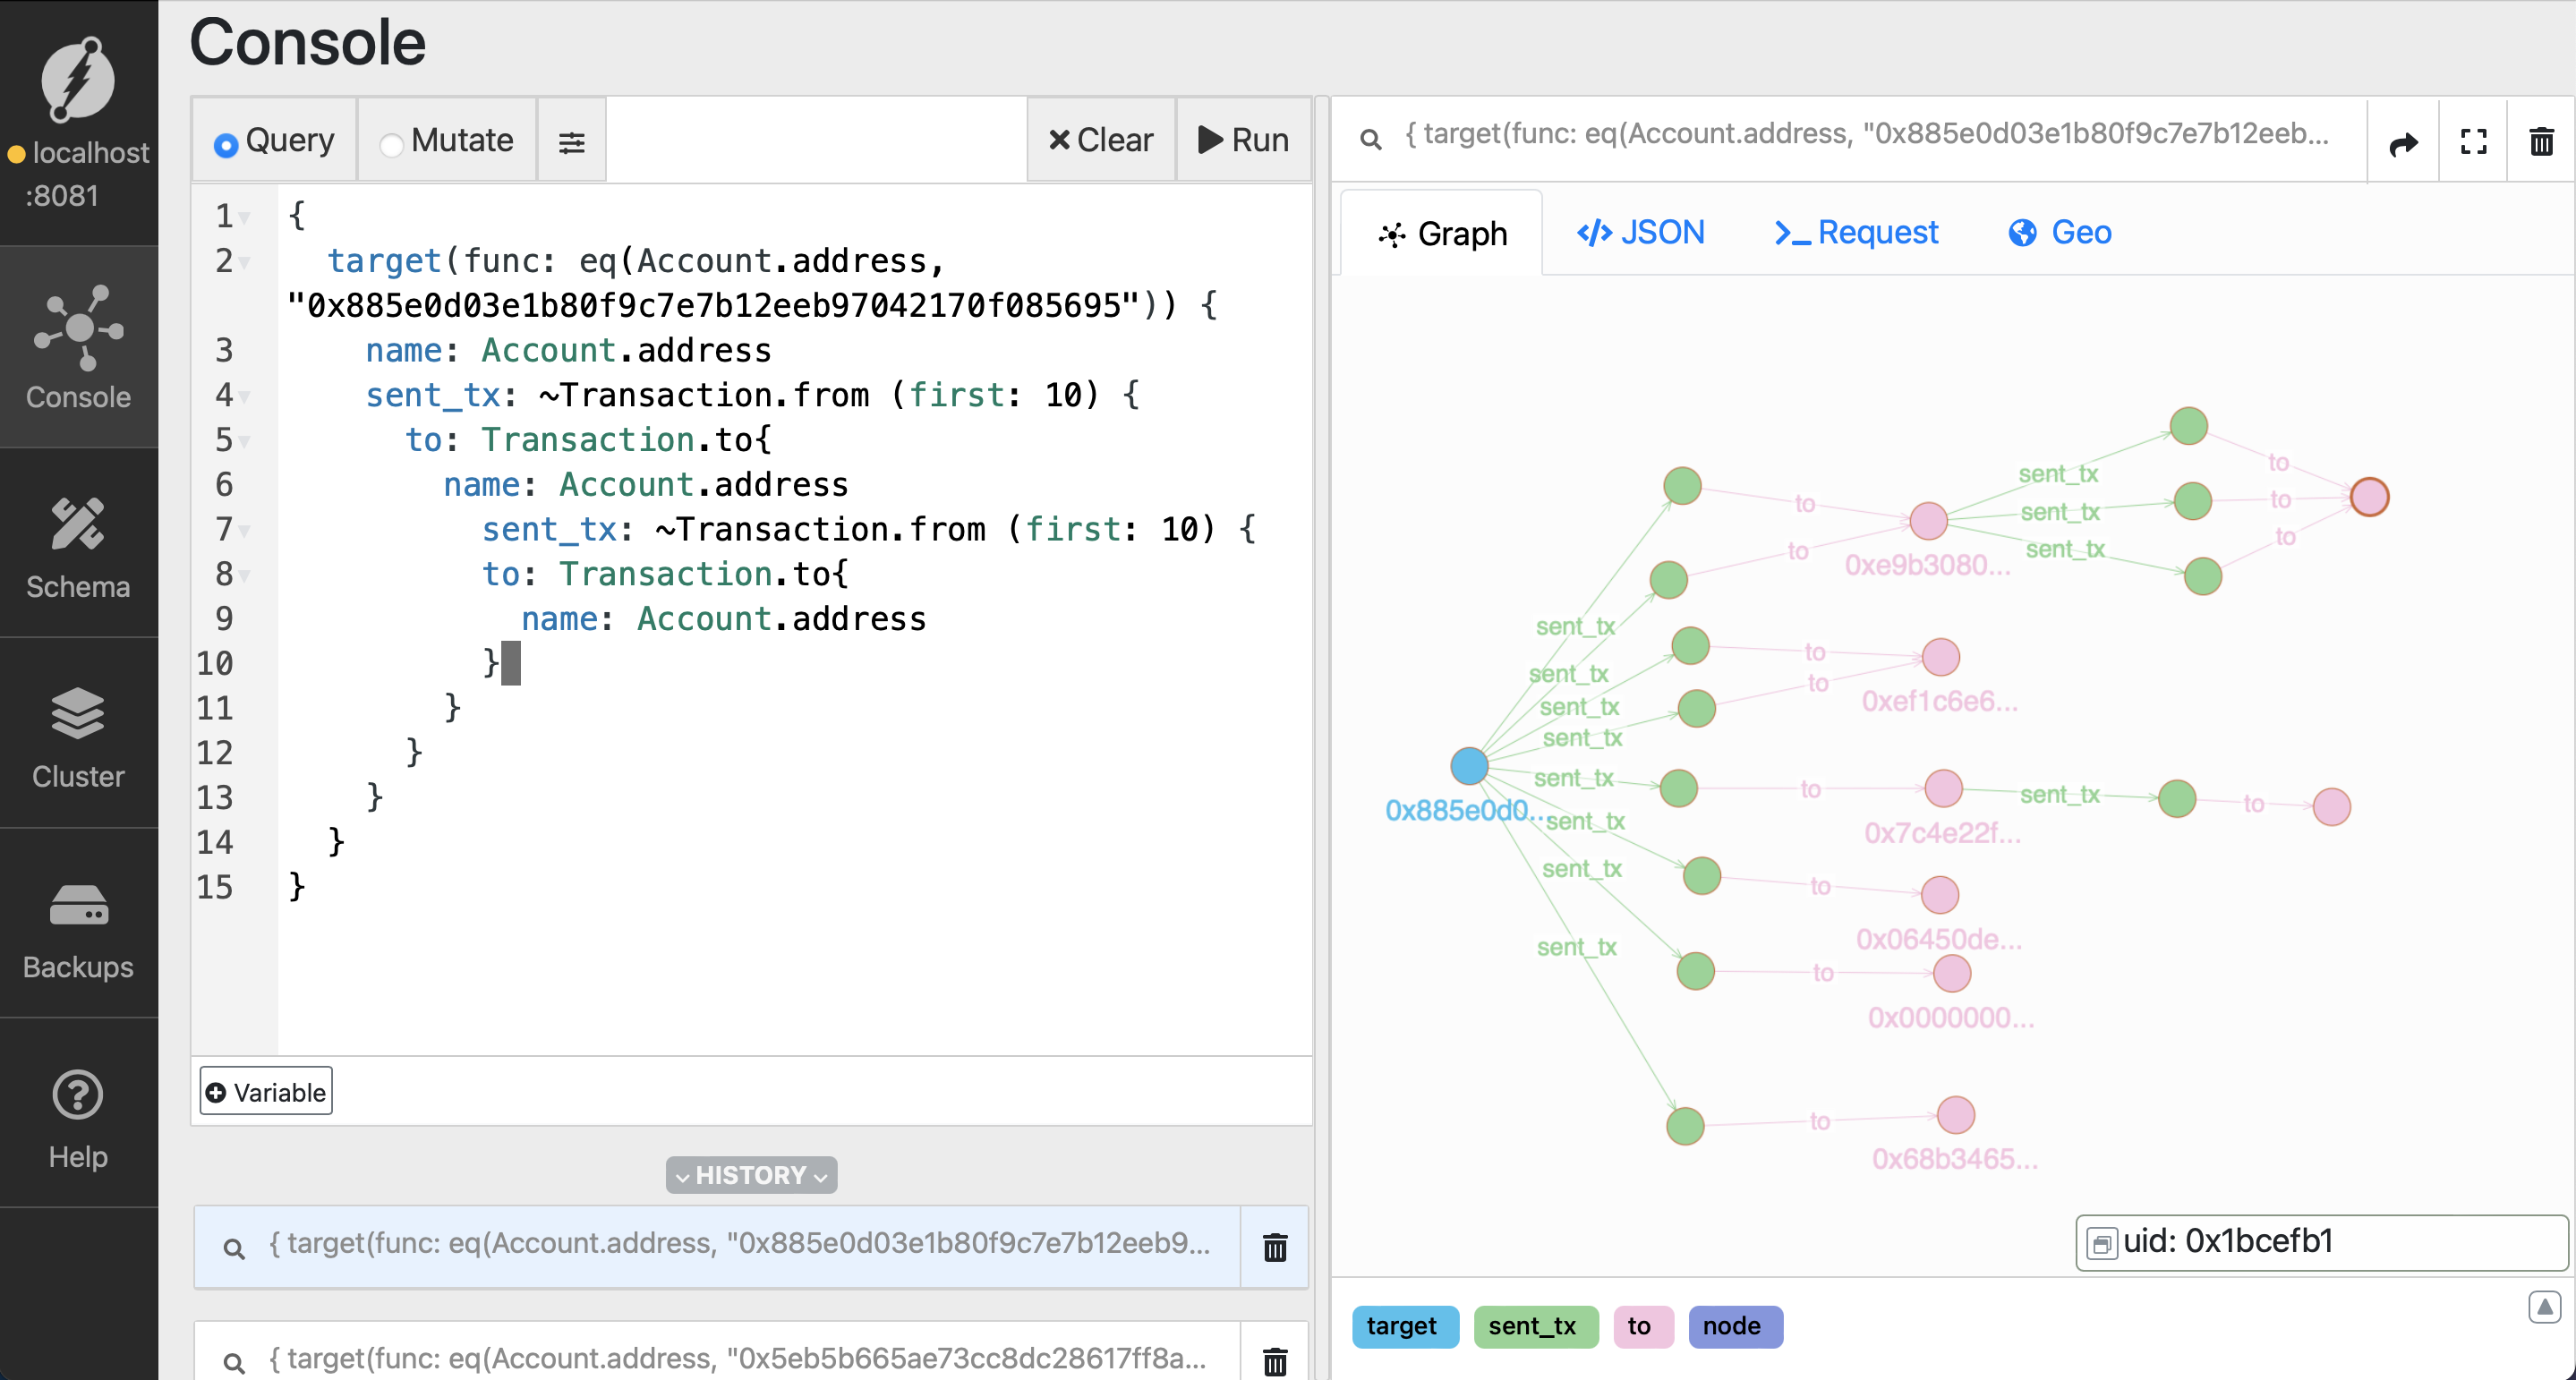 Console
localhost
:8081
Console
Schema
Cluster
Backups
Help
Query
Mutate
Clear
Run
1 {
2   target(func: eq(Account.address,
"0x885e0d03e1b80f9c7e7b12eeb97042170f085695")) {
3     name: Account.address
4     sent_tx: ~Transaction.from (first: 10) {
5       to: Transaction.to{
6         name: Account.address
7           sent_tx: ~Transaction.from (first: 10) {
8           to: Transaction.to{
9             name: Account.address
10           }
11         }
12       }
13     }
14   }
15 }
Variable
HISTORY
{ target(func: eq(Account.address, "0x885e0d03e1b80f9c7e7b12eeb9...
{ target(func: eq(Account.address, "0x5eb5b665ae73cc8dc28617ff8a...
{ target(func: eq(Account.address, "0x885e0d03e1b80f9c7e7b12eeb...
Graph
JSON
Request
Geo
to
sent_tx
to
to
sent_tx
to
to
sent_tx
to
0xe9b3080...
sent_tx
to
sent_tx
to
0xef1c6e6...
sent_tx
sent_tx
sent_tx
to
sent_tx
to
0x885e0d0...
sent_tx
0x7c4e22f...
sent_tx
to
0x06450de...
sent_tx
to
0x0000000...
to
0x68b3465...
uid: 0x1bcefb1
target
sent_tx
to
node